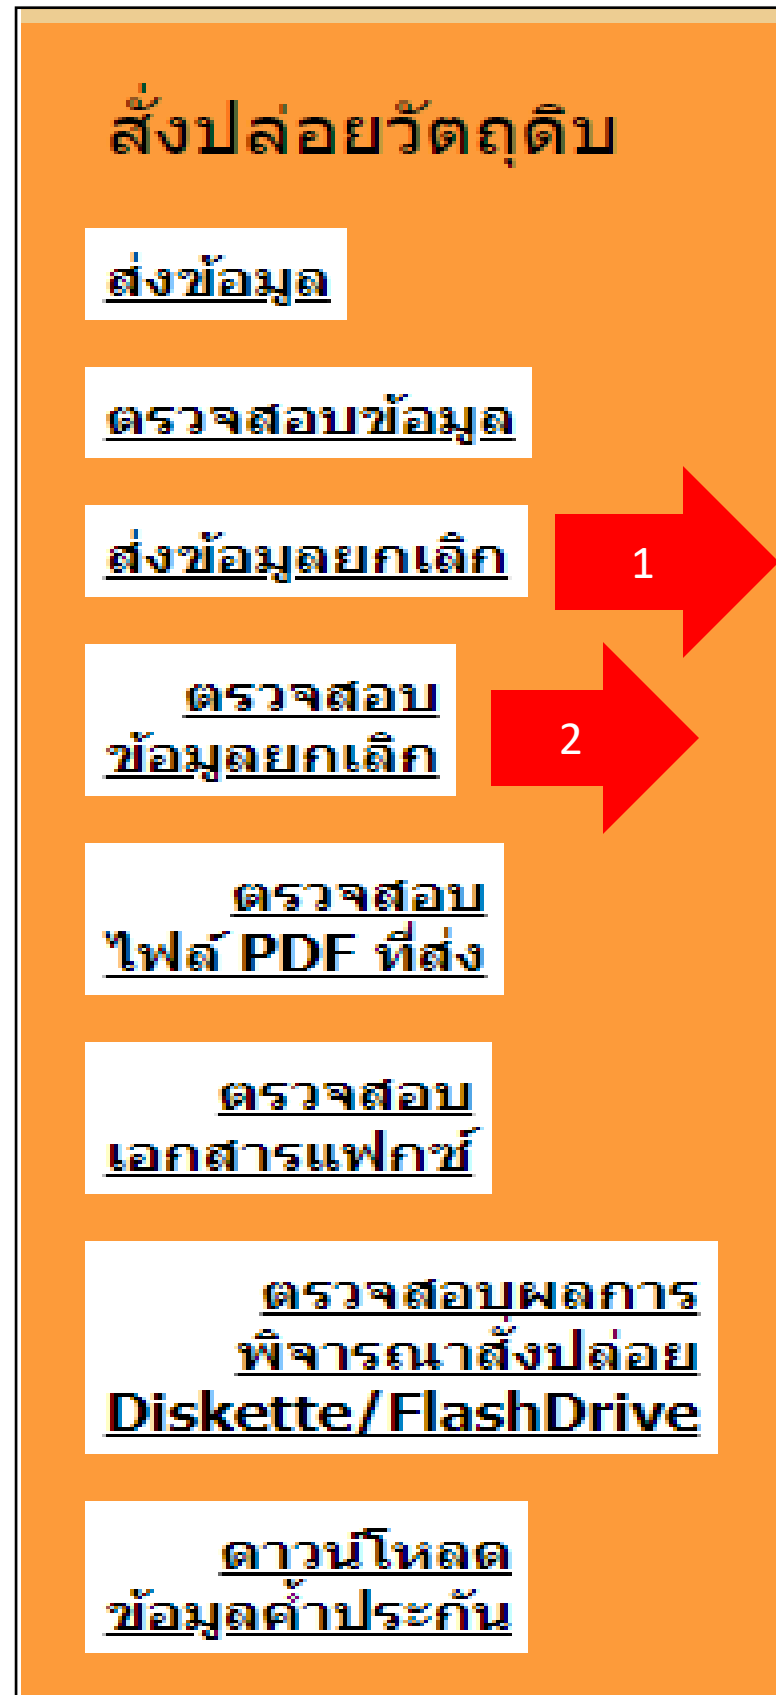 สั่งปล่อยวัตถุดิบ
ส่งข้อมูล
ตรวจสอบข้อมูล
ส่งข้อมูลยกเลิก
1
ตรวจสอบ
ข้อมูลยกเลิก
2
ตรวจสอบ
ไฟล์ PDF ที่ส่ง
ตรวจสอบ
เอกสารแฟกซ์
ตรวจสอบผลการ
พิจารณาสั่งปล่อย
Diskette/FlashDrive
ดาวน์โหลด
ข้อมูลค้ำประกัน